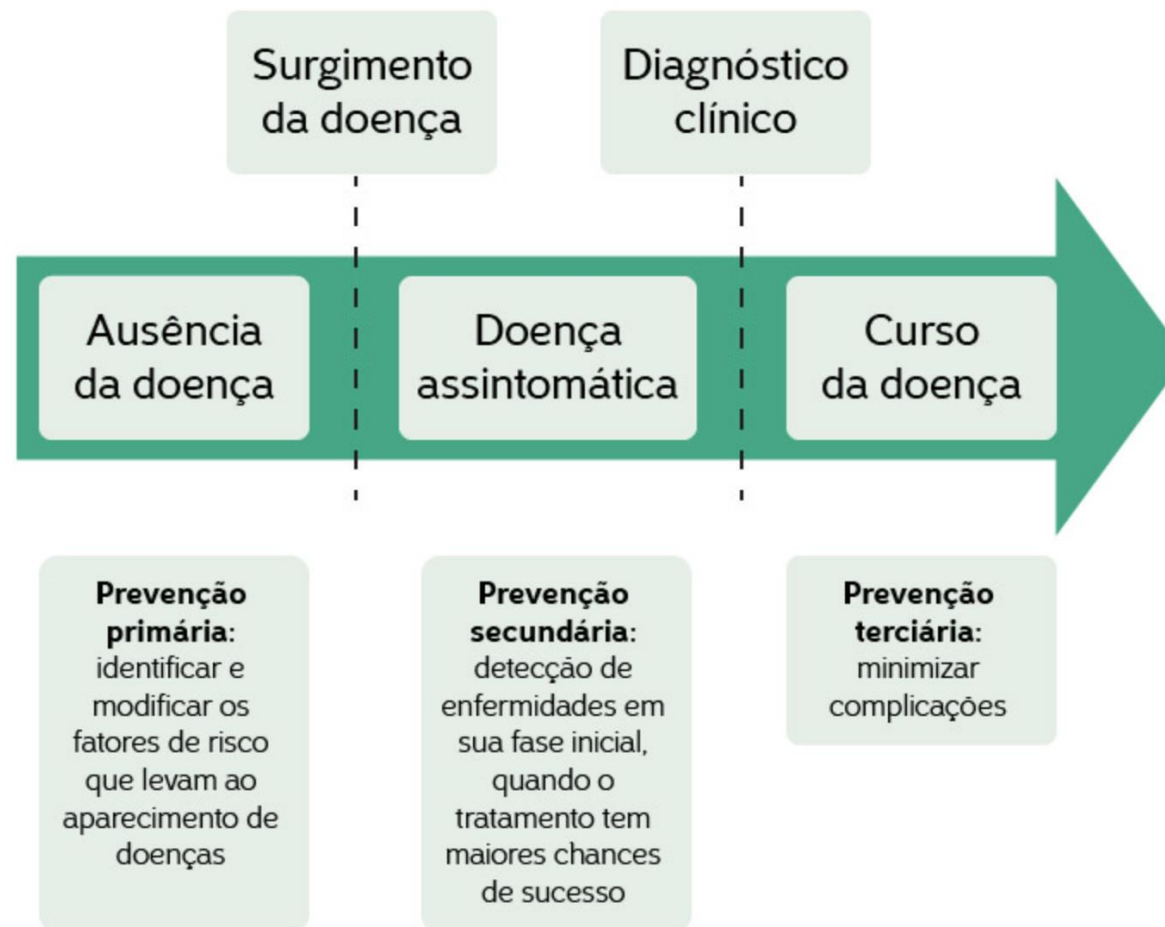 Surgimento
da doença
Diagnóstico
clínico
Ausência
da doença
Doença
assintomática
Curso
da doença
Prevenção
primária:
identificar e
modificar os
fatores de risco
que levam ao
aparecimento de
doenças
Prevenção
secundária:
detecção de
enfermidades em
sua fase inicial,
quando o
tratamento tem
maiores chances
de sucesso
Prevenção
terciária:
minimizar
complicações